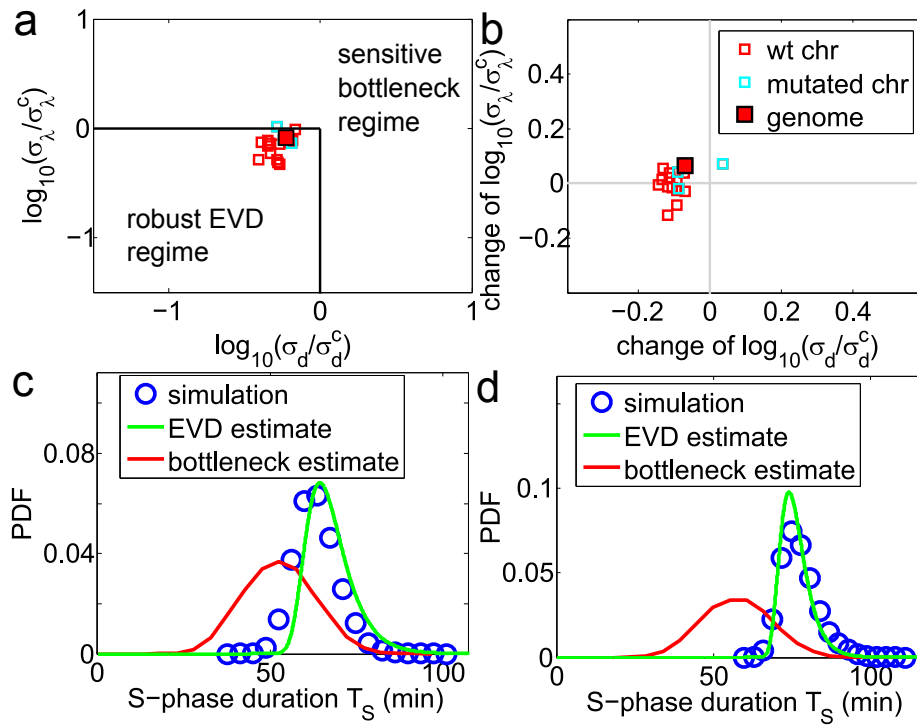 a
1
0
−1
log10(σλ/σλ^c)
sensitive
bottleneck
regime
robust EVD
regime
−1
0
1
log10(σd/σd^c)
b
0.4
0.2
0
−0.2
change of log10(σλ/σλ^c)
wt chr
mutated chr
genome
−0.2
0
0.2
0.4
change of log10(σd/σd^c)
c
simulation
EVD estimate
bottleneck estimate
0.08
0.04
0
PDF
0
50
100
S-phase duration TS (min)
d
simulation
EVD estimate
bottleneck estimate
0.1
0.05
0
PDF
0
50
100
S-phase duration TS (min)